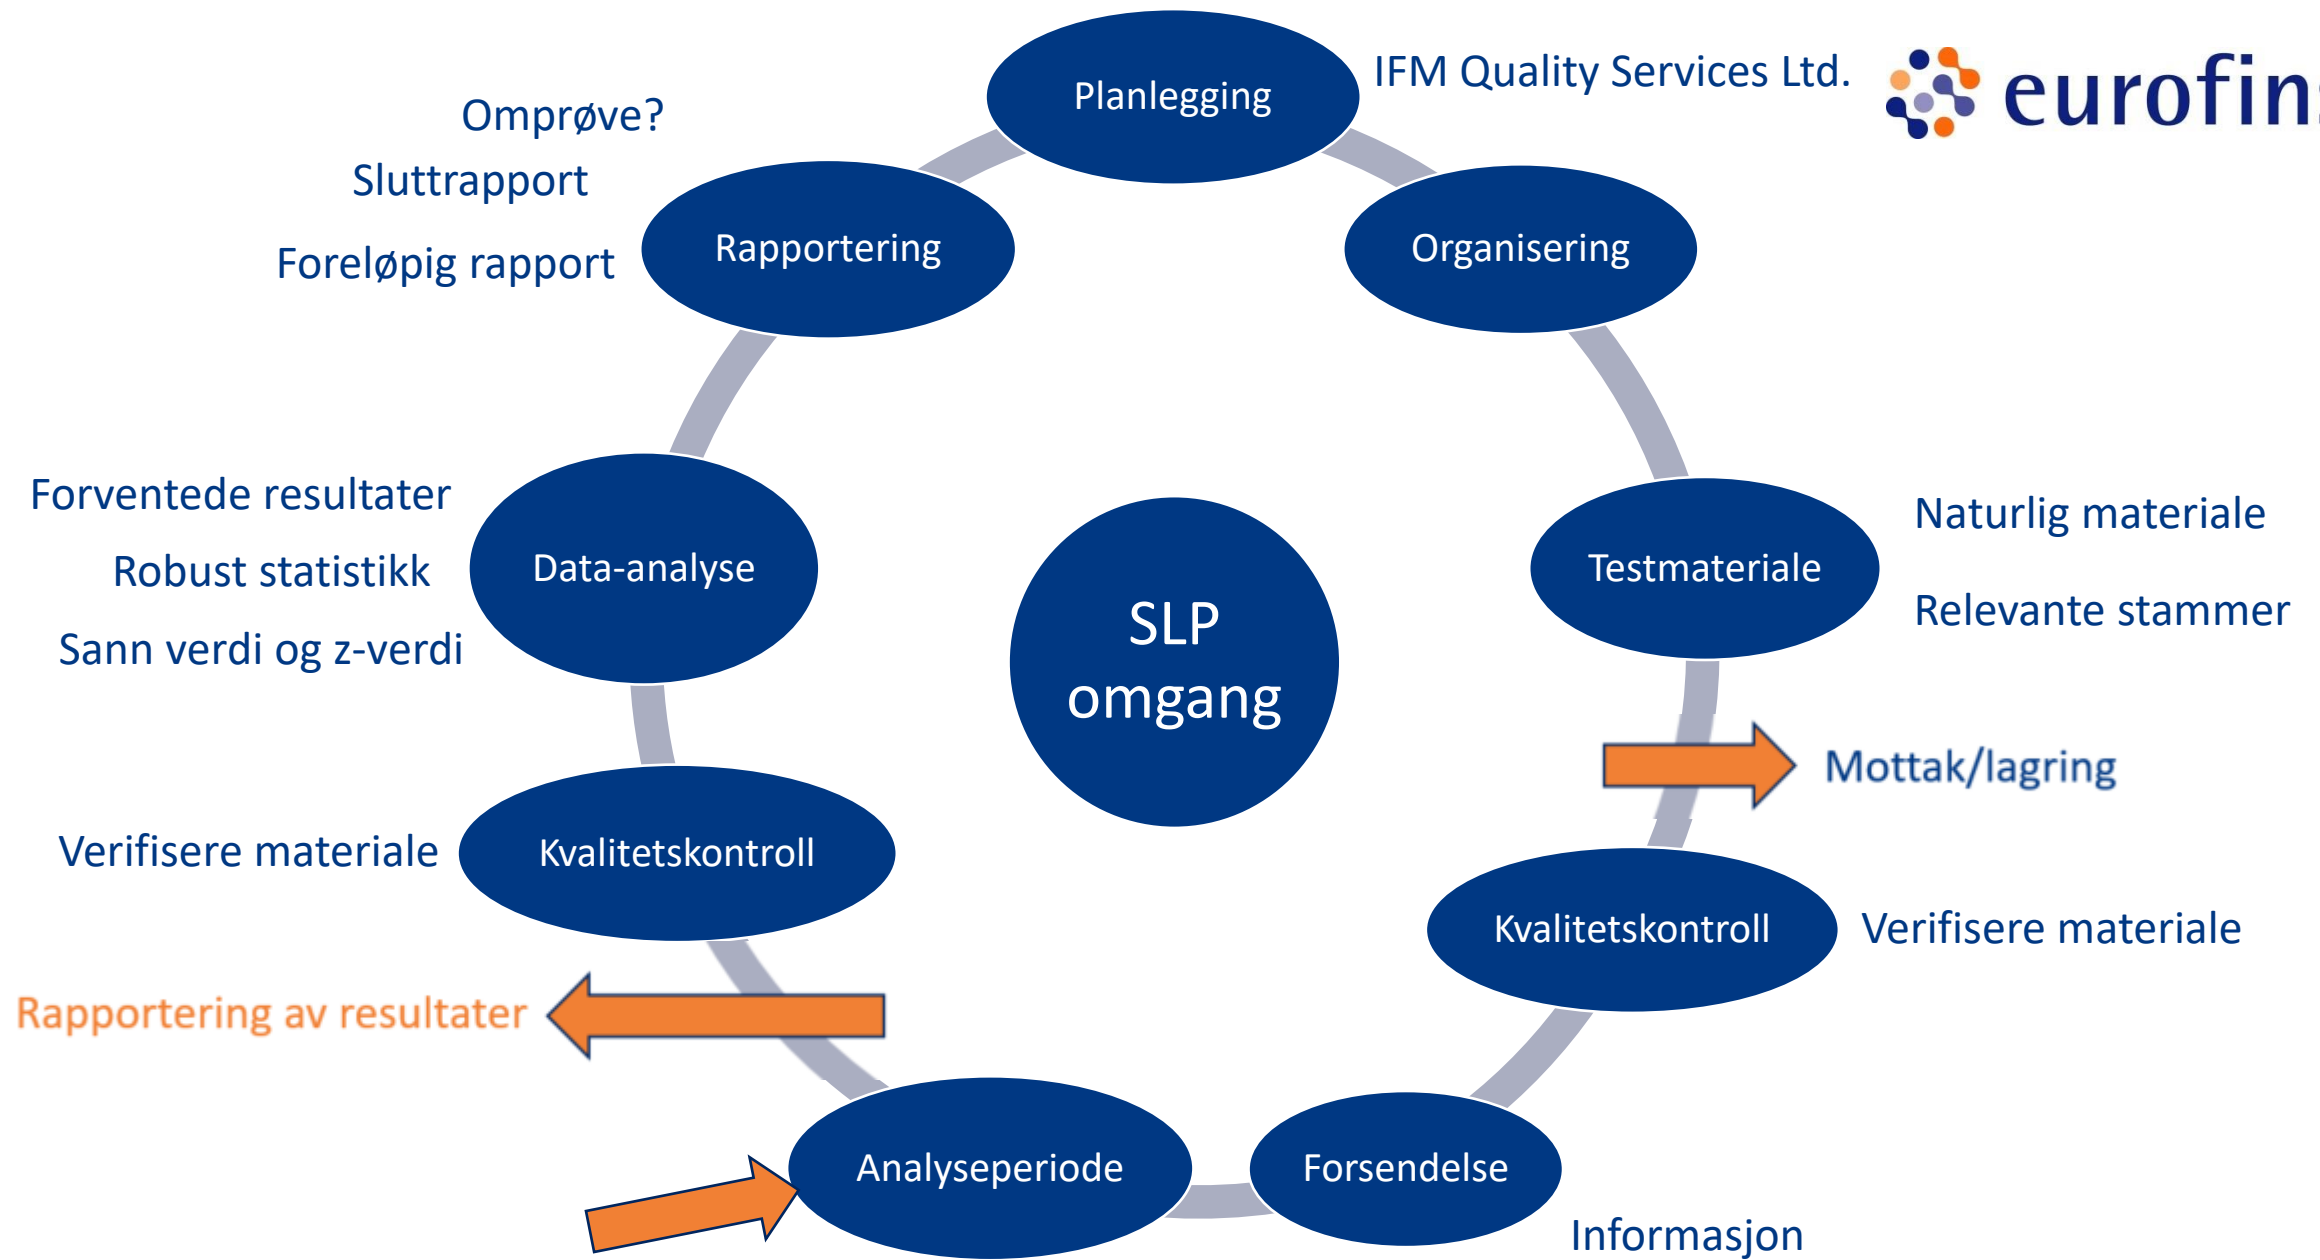 Planlegging
IFM Quality Services Ltd.
eurofins
Organisering
Testmateriale
Naturlig materiale
Relevante stammer
Mottak/lagring
Kvalitetskontroll
Verifisere materiale
Forsendelse
Informasjon
Analyseperiode
Rapportering av resultater
Kvalitetskontroll
Verifisere materiale
Data-analyse
Forventede resultater
Robust statistikk
Sann verdi og z-verdi
Rapportering
Omprøve?
Sluttrapport
Foreløpig rapport
SLP
omgang